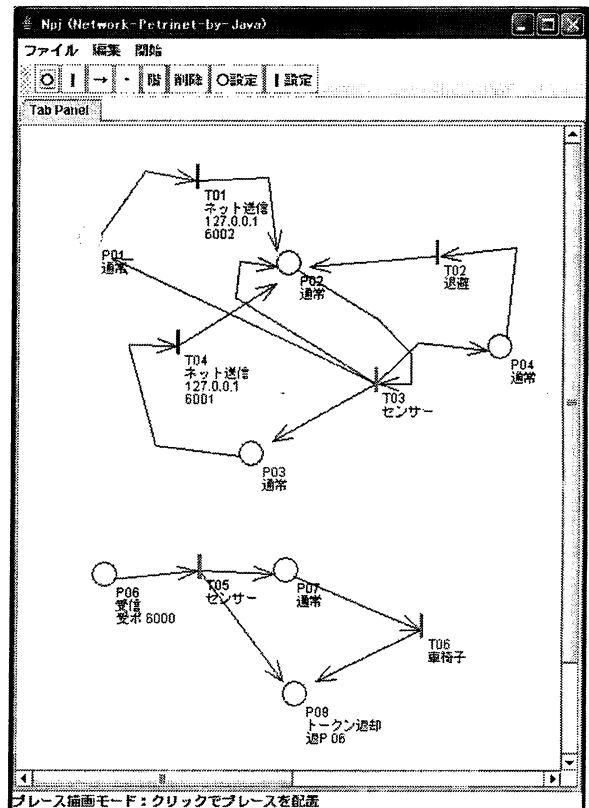 Npj (Network-Petrinet-by-Java)
ファイル 編集 開始
○ | → ・ 階 削除 ○設定 | 設定
Tab Panel
T01
ネット送信
127.0.0.1
6002
P01
通常
P02
通常
T02
退避
T04
ネット送信
127.0.0.1
6001
P04
通常
T03
センサー
P03
通常
P06
受信
受ポ 6000
T05
センサー
P07
通常
T06
車椅子
P08
トークン返却
返P 06
プレース描画モード：クリックでプレースを配置